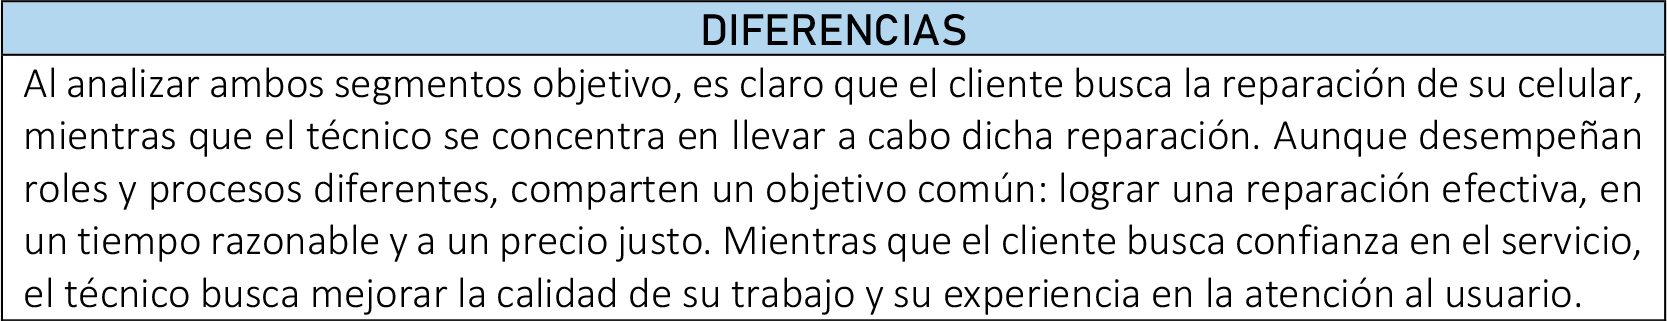 DIFERENCIAS
Al analizar ambos segmentos objetivo, es claro que el cliente busca la reparación de su celular,
mientras que el técnico se concentra en llevar a cabo dicha reparación. Aunque desempeñan
roles y procesos diferentes, comparten un objetivo común: lograr una reparación efectiva, en
un tiempo razonable y a un precio justo. Mientras que el cliente busca confianza en el servicio,
el técnico busca mejorar la calidad de su trabajo y su experiencia en la atención al usuario.